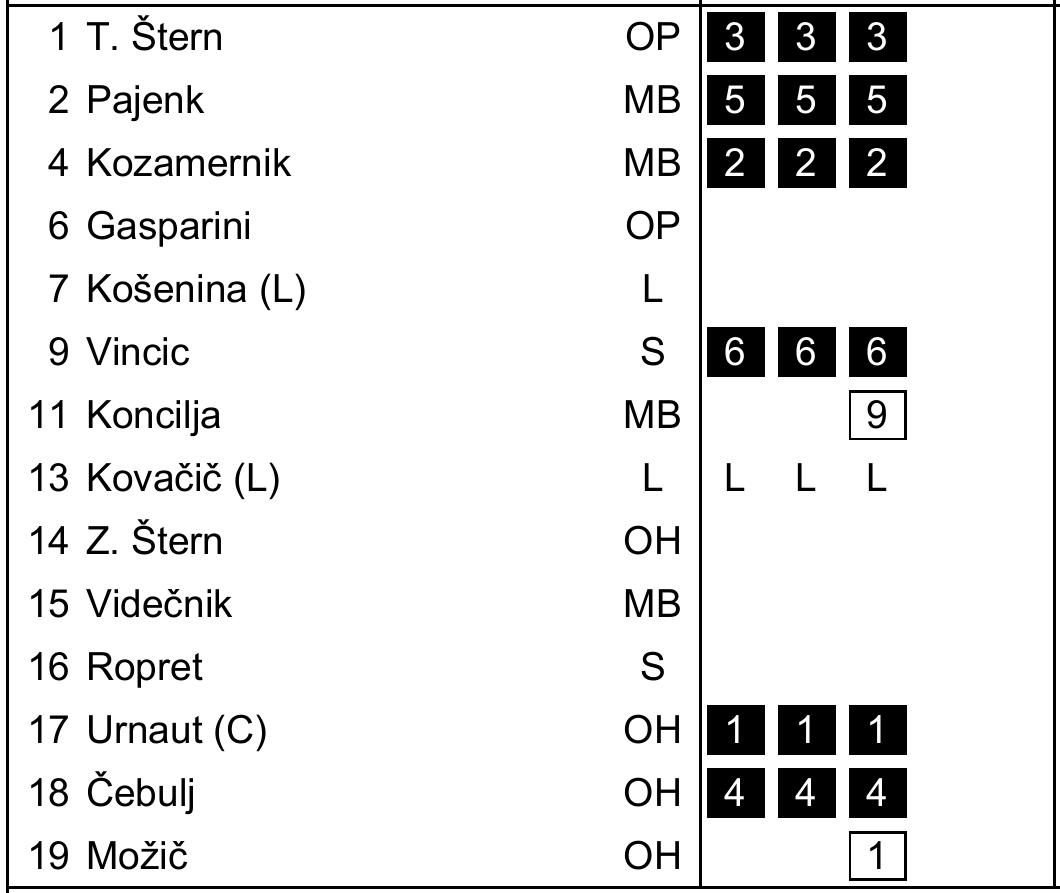 1 T. Štern OP 3 3 3
2 Pajenk MB 5 5 5
4 Kozamernik MB 2 2 2
6 Gasparini OP
7 Košenina (L) L
9 Vincic S 6 6 6
11 Koncilja MB 9
13 Kovačič (L) L L L L
14 Z. Štern OH
15 Videčnik MB
16 Ropret S
17 Urnaut (C) OH 1 1 1
18 Čebulj OH 4 4 4
19 Možič OH 1